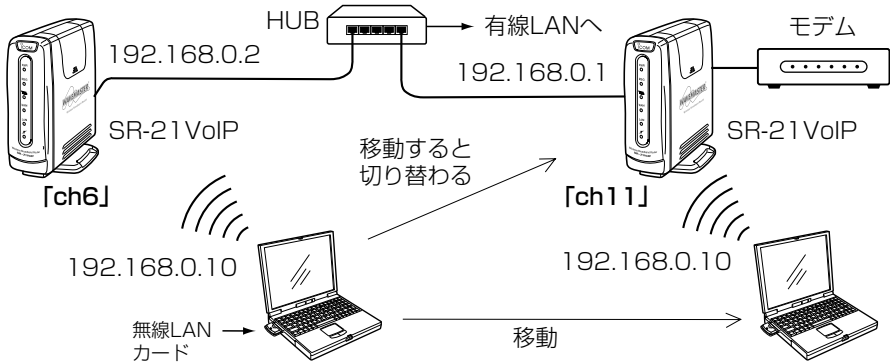 HUB
有線LANへ
モデム
192.168.0.2
192.168.0.1
ICOM
ICOM
SR-21VoIP
SR-21VoIP
移動すると
切り替わる
「ch6」
「ch11」
192.168.0.10
192.168.0.10
無線LAN
カード
移動